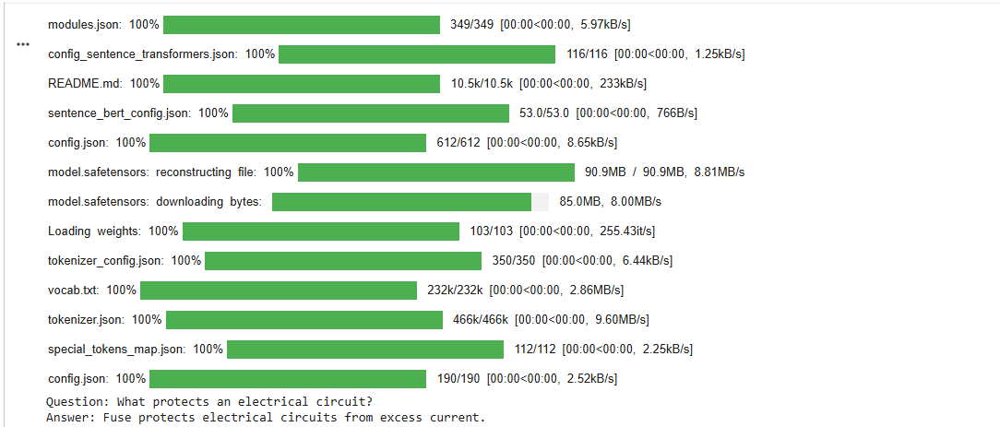 modules.json: 100% 349/349 [00:00<00:00, 5.97kB/s]
config_sentence_transformers.json: 100% 116/116 [00:00<00:00, 1.25kB/s]
README.md: 100% 10.5k/10.5k [00:00<00:00, 233kB/s]
sentence_bert_config.json: 100% 53.0/53.0 [00:00<00:00, 766B/s]
config.json: 100% 612/612 [00:00<00:00, 8.65kB/s]
model.safetensors: reconstructing file: 100% 90.9MB / 90.9MB, 8.81MB/s
model.safetensors: downloading bytes: 85.0MB, 8.00MB/s
Loading weights: 100% 103/103 [00:00<00:00, 255.43it/s]
tokenizer_config.json: 100% 350/350 [00:00<00:00, 6.44kB/s]
vocab.txt: 100% 232k/232k [00:00<00:00, 2.86MB/s]
tokenizer.json: 100% 466k/466k [00:00<00:00, 9.60MB/s]
special_tokens_map.json: 100% 112/112 [00:00<00:00, 2.25kB/s]
config.json: 100% 190/190 [00:00<00:00, 2.52kB/s]
Question: What protects an electrical circuit?
Answer: Fuse protects electrical circuits from excess current.